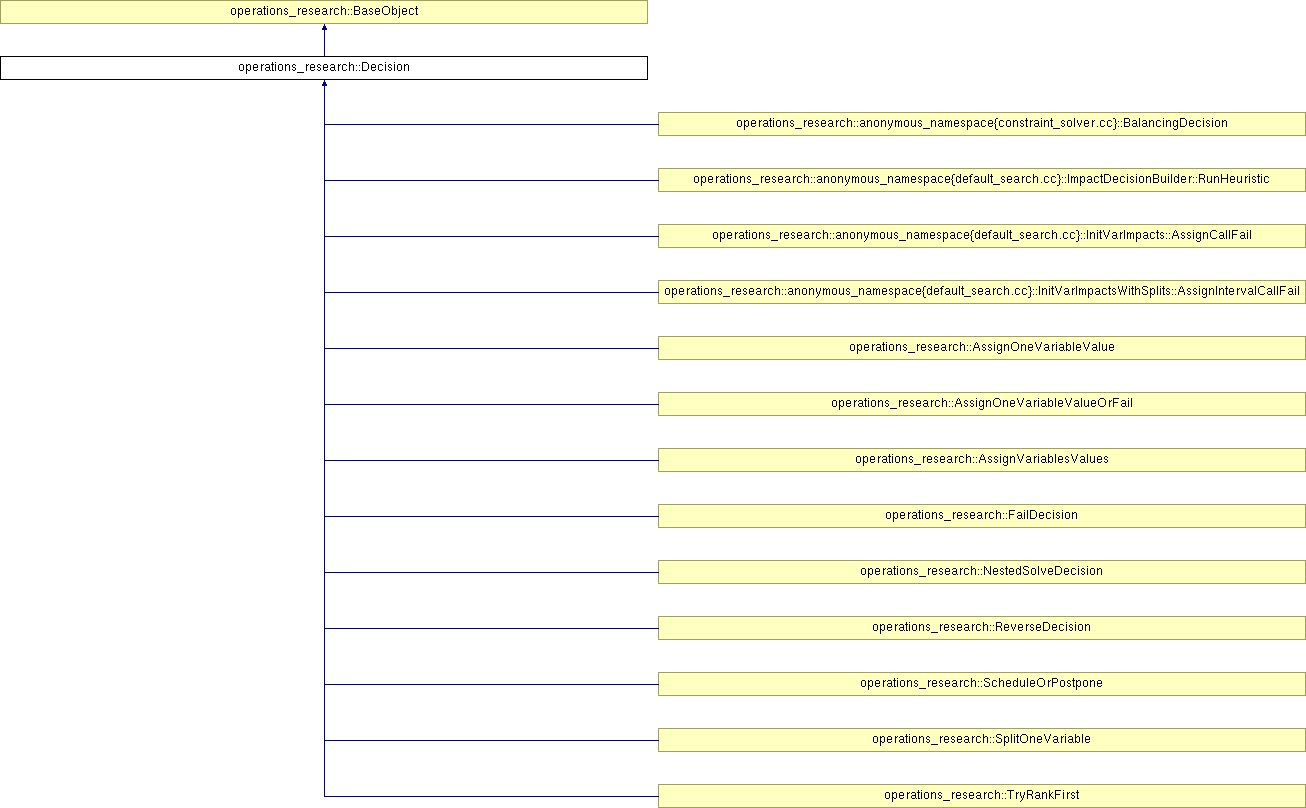 operations_research::BaseObject
operations_research::Decision
operations_research::anonymous_namespace{constraint_solver.cc}::BalancingDecision
operations_research::anonymous_namespace{default_search.cc}::ImpactDecisionBuilder::RunHeuristic
operations_research::anonymous_namespace{default_search.cc}::InitVarImpacts::AssignCallFail
operations_research::anonymous_namespace{default_search.cc}::InitVarImpactsWithSplits::AssignIntervalCallFail
operations_research::AssignOneVariableValue
operations_research::AssignOneVariableValueOrFail
operations_research::AssignVariablesValues
operations_research::FailDecision
operations_research::NestedSolveDecision
operations_research::ReverseDecision
operations_research::ScheduleOrPostpone
operations_research::SplitOneVariable
operations_research::TryRankFirst